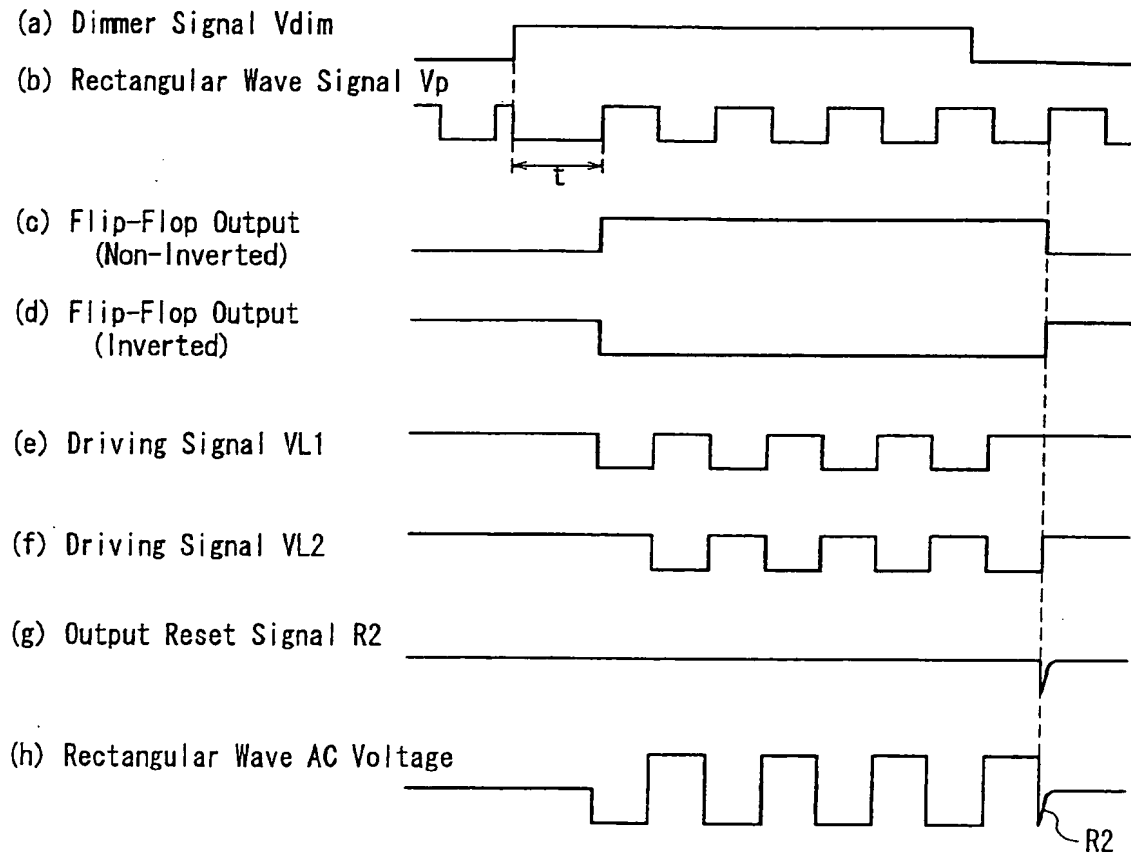 (a) Dimmer Signal Vdim
(b) Rectangular Wave Signal Vp
t
(c) Flip-Flop Output
(Non-Inverted)
(d) Flip-Flop Output
(Inverted)
(e) Driving Signal VL1
(f) Driving Signal VL2
(g) Output Reset Signal R2
(h) Rectangular Wave AC Voltage
R2